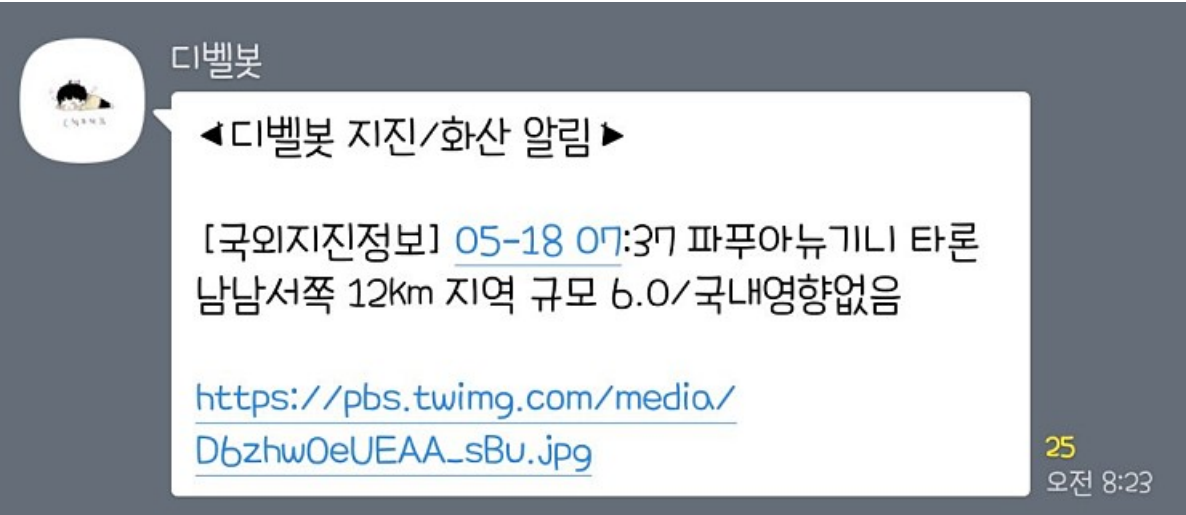 디벨봇
◀디벨봇 지진/화산 알림▶
[국외지진정보] 05-18 07:37 파푸아뉴기니 타론
남남서쪽 12km 지역 규모 6.0/국내영향없음
https://pbs.twimg.com/media/
D6zhw0eUEAA_sBu.jpg
25
오전 8:23